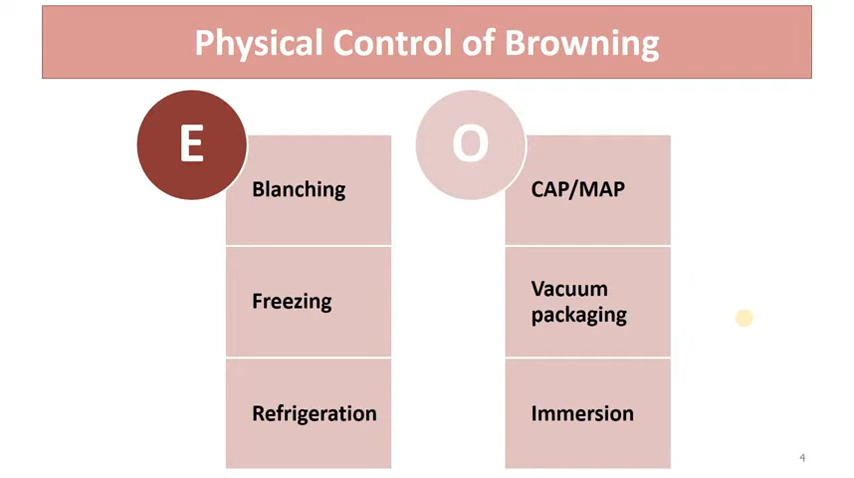 Physical Control of Browning
E
Blanching
Freezing
Refrigeration
O
CAP/MAP
Vacuum
packaging
Immersion
4